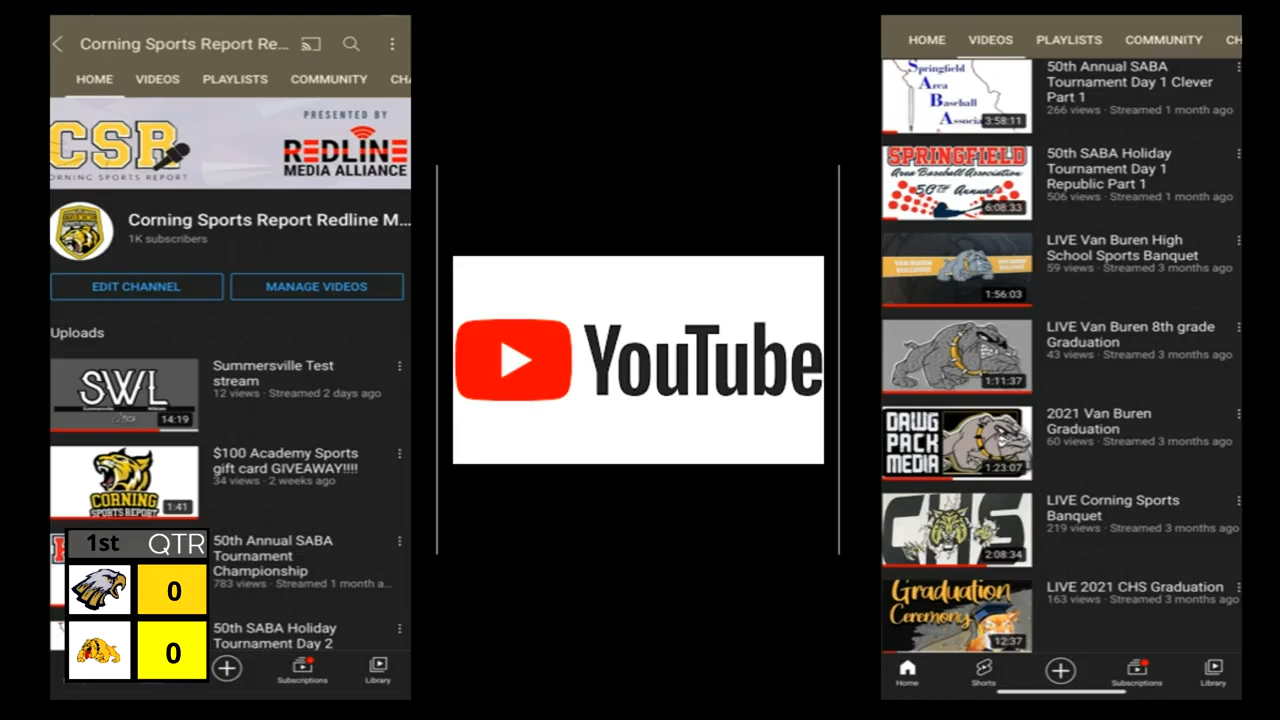 Corning Sports Report Re...
HOME VIDEOS PLAYLISTS COMMUNITY
PRESENTED BY
CSR
REDLINE
MEDIA ALLIANCE
CORNING SPORTS REPORT
Corning Sports Report Redline M...
1K subscribers
EDIT CHANNEL MANAGE VIDEOS
Uploads
Summersville Test
stream
12 views · Streamed 2 days ago
SWL
14:19
$100 Academy Sports
gift card GIVEAWAY!!!!
34 views · 2 weeks ago
CORNING
SPORTS REPORT
1:41
50th Annual SABA
Tournament
Championship
783 views · Streamed 1 month a...
50th SABA Holiday
Tournament Day 2
1st QTR
0
0
Subscriptions Library
YouTube
HOME VIDEOS PLAYLISTS COMMUNITY CH
Springfield
Area
Baseball
Associa
3:58:11
50th Annual SABA
Tournament Day 1 Clever
Part 1
266 views · Streamed 1 month ago
SPRINGFIELD
Area Baseball Association
50TH Annual
6:08:33
50th SABA Holiday
Tournament Day 1
Republic Part 1
506 views · Streamed 1 month ago
1:56:03
LIVE Van Buren High
School Sports Banquet
59 views · Streamed 3 months ago
1:11:37
LIVE Van Buren 8th grade
Graduation
43 views · Streamed 3 months ago
DAWG
PACK
MEDIA
1:23:07
2021 Van Buren
Graduation
60 views · Streamed 3 months ago
CHS
2:08:34
LIVE Corning Sports
Banquet
219 views · Streamed 3 months ago
Graduation
Ceremony
12:37
LIVE 2021 CHS Graduation
163 views · Streamed 3 months ago
Home Shorts Subscriptions Library